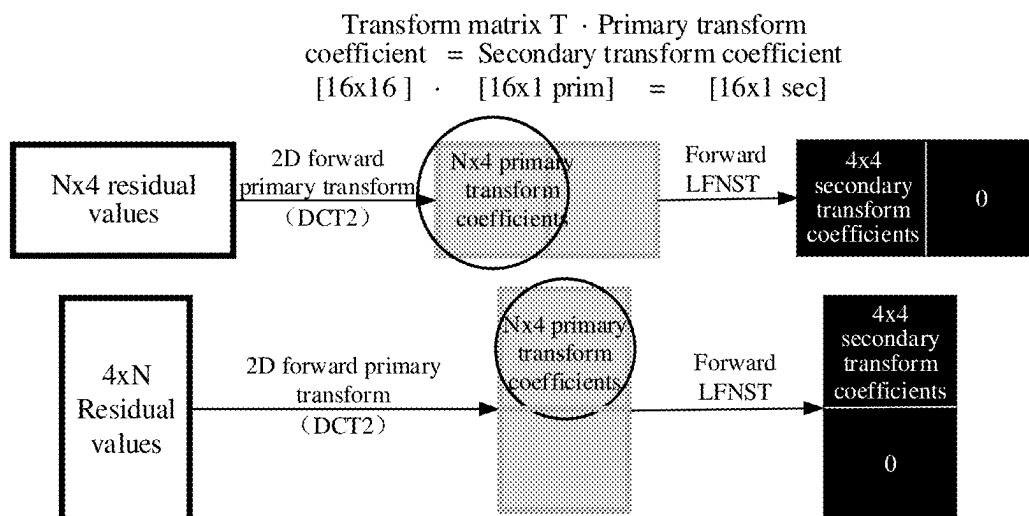 Transform matrix T · Primary transform
coefficient = Secondary transform coefficient
[16x16 ] · [16x1 prim] = [16x1 sec]
Nx4 residual
values
2D forward
primary transform
（DCT2）
Nx4 primary
transform
coefficients
Forward
LFNST
4x4
secondary
transform
coefficients
0
4xN
Residual
values
2D forward primary
transform
（DCT2）
Nx4 primary
transform
coefficients
Forward
LFNST
4x4
secondary
transform
coefficients
0